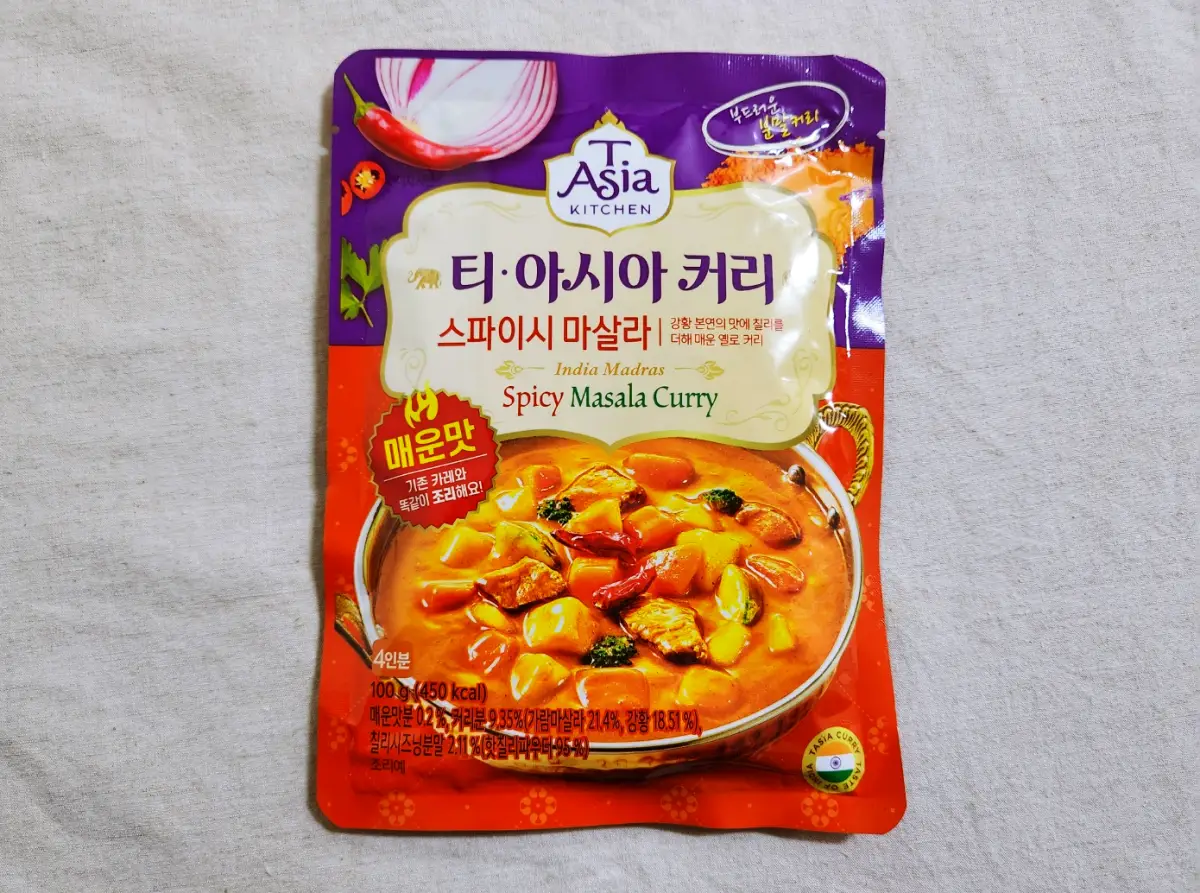 부드러운
분말커리
T
Asia
KITCHEN
티·아시아 커리
스파이시 마살라
강황 본연의 맛에 칠리를
더해 매운 옐로 커리
India Madras
Spicy Masala Curry
매운맛
기존 카레와
똑같이 조리해요!
4인분
100 g (450 kcal)
매운맛분 0.2 %, 커리분 9.35%(가람마살라 21.4%, 강황 18.51 %),
칠리시즈닝분말 2.11 %(핫칠리파우더 95 %)
조리예
TASIA CURRY TASTE OF INDIA